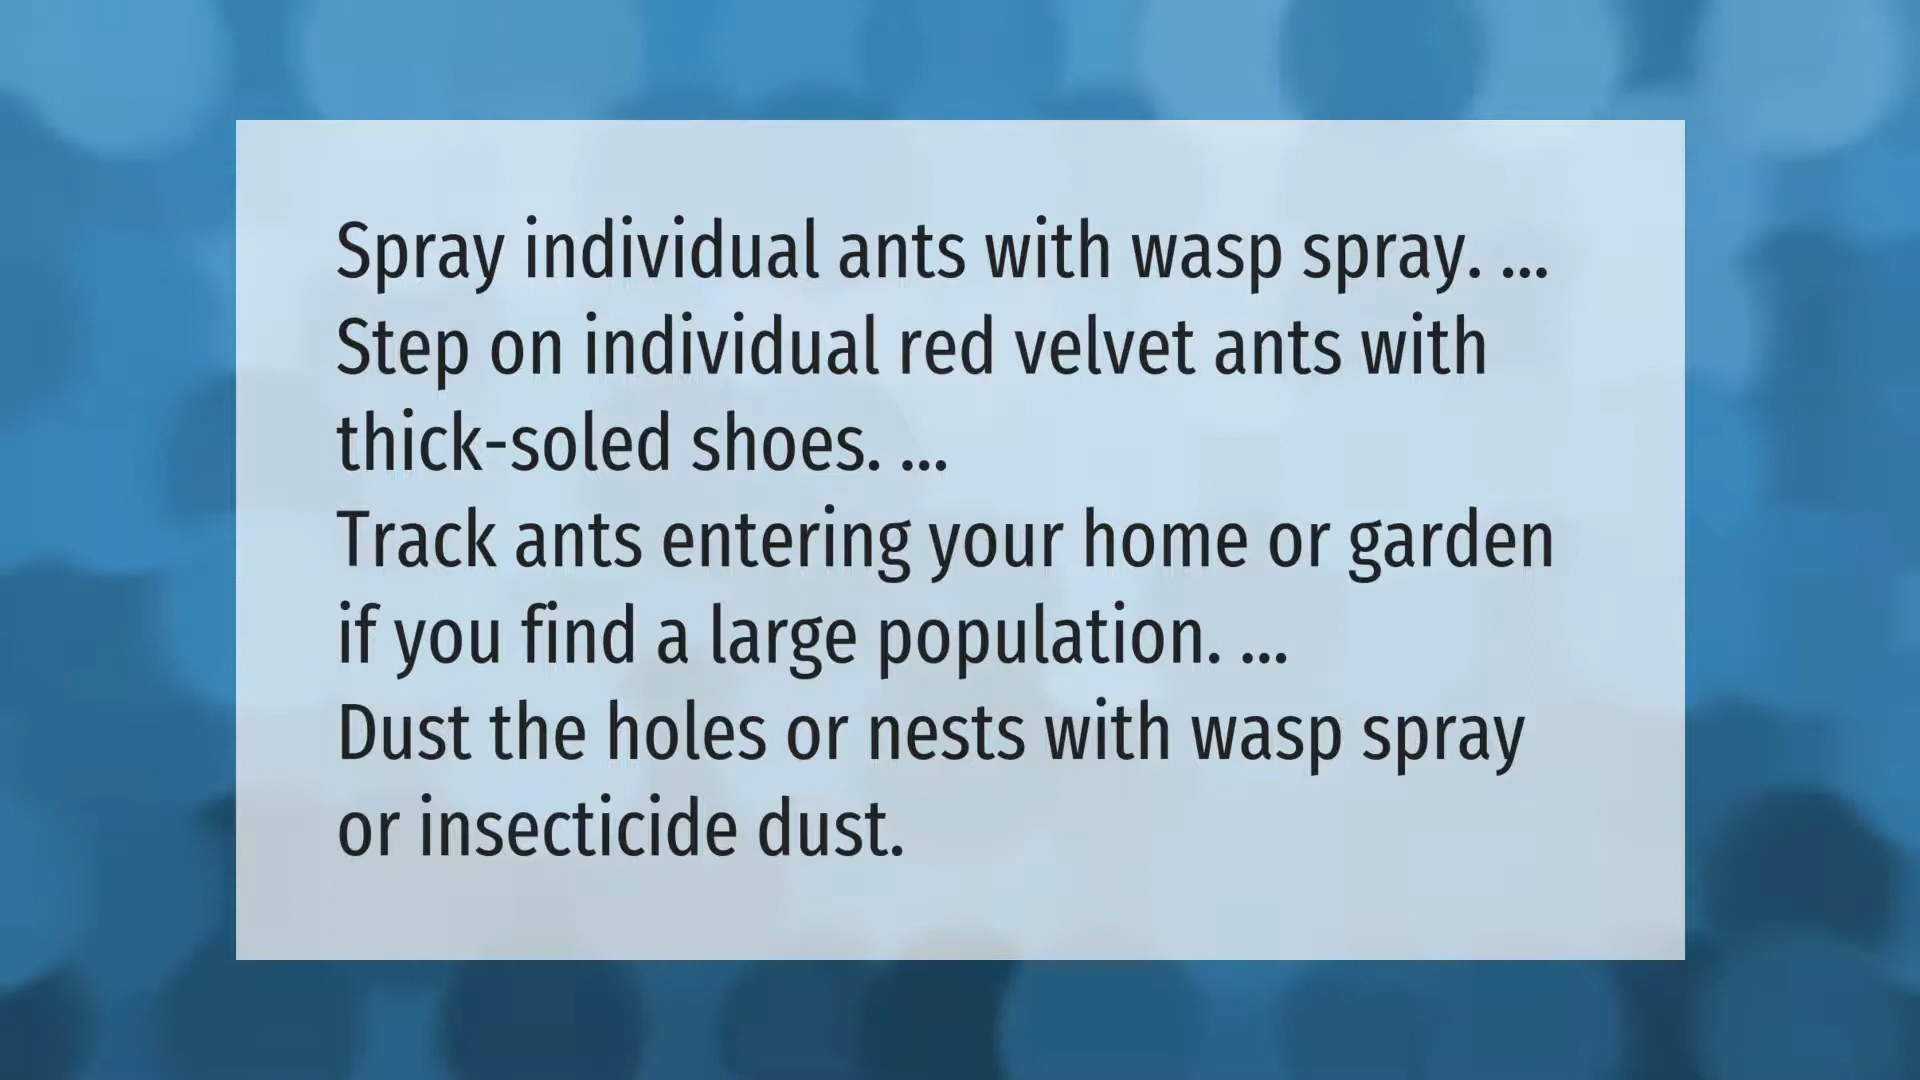 Spray individual ants with wasp spray. ...
Step on individual red velvet ants with
thick-soled shoes. ...
Track ants entering your home or garden
if you find a large population. ...
Dust the holes or nests with wasp spray
or insecticide dust.